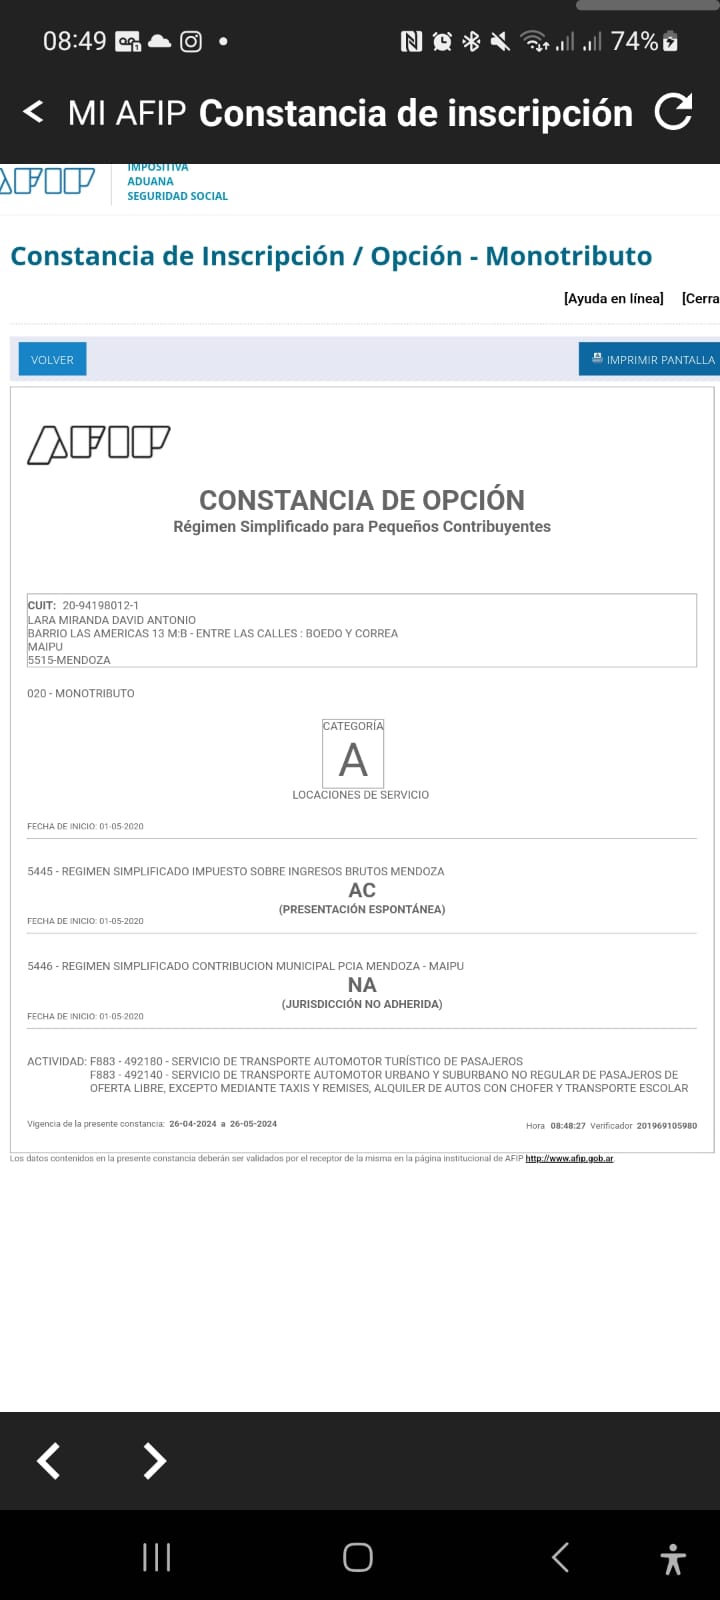 08:49
74%
MI AFIP Constancia de inscripción
AFIP
IMPOSITIVA
ADUANA
SEGURIDAD SOCIAL
Constancia de Inscripción / Opción - Monotributo
[Ayuda en línea] [Cerra
VOLVER
IMPRIMIR PANTALLA
AFIP
CONSTANCIA DE OPCIÓN
Régimen Simplificado para Pequeños Contribuyentes
CUIT: 20-94198012-1
LARA MIRANDA DAVID ANTONIO
BARRIO LAS AMERICAS 13 M:B - ENTRE LAS CALLES : BOEDO Y CORREA
MAIPU
5515-MENDOZA
020 - MONOTRIBUTO
CATEGORÍA
A
LOCACIONES DE SERVICIO
FECHA DE INICIO: 01-05-2020
5445 - REGIMEN SIMPLIFICADO IMPUESTO SOBRE INGRESOS BRUTOS MENDOZA
AC
(PRESENTACIÓN ESPONTÁNEA)
FECHA DE INICIO: 01-05-2020
5446 - REGIMEN SIMPLIFICADO CONTRIBUCION MUNICIPAL PCIA MENDOZA - MAIPU
NA
(JURISDICCIÓN NO ADHERIDA)
FECHA DE INICIO: 01-05-2020
ACTIVIDAD: F883 - 492180 - SERVICIO DE TRANSPORTE AUTOMOTOR TURÍSTICO DE PASAJEROS
F883 - 492140 - SERVICIO DE TRANSPORTE AUTOMOTOR URBANO Y SUBURBANO NO REGULAR DE PASAJEROS DE
OFERTA LIBRE, EXCEPTO MEDIANTE TAXIS Y REMISES, ALQUILER DE AUTOS CON CHOFER Y TRANSPORTE ESCOLAR
Vigencia de la presente constancia: 26-04-2024 a 26-05-2024
Hora 08:48:27 Verificador 201969105980
Los datos contenidos en la presente constancia deberán ser validados por el receptor de la misma en la página institucional de AFIP http://www.afip.gob.ar.